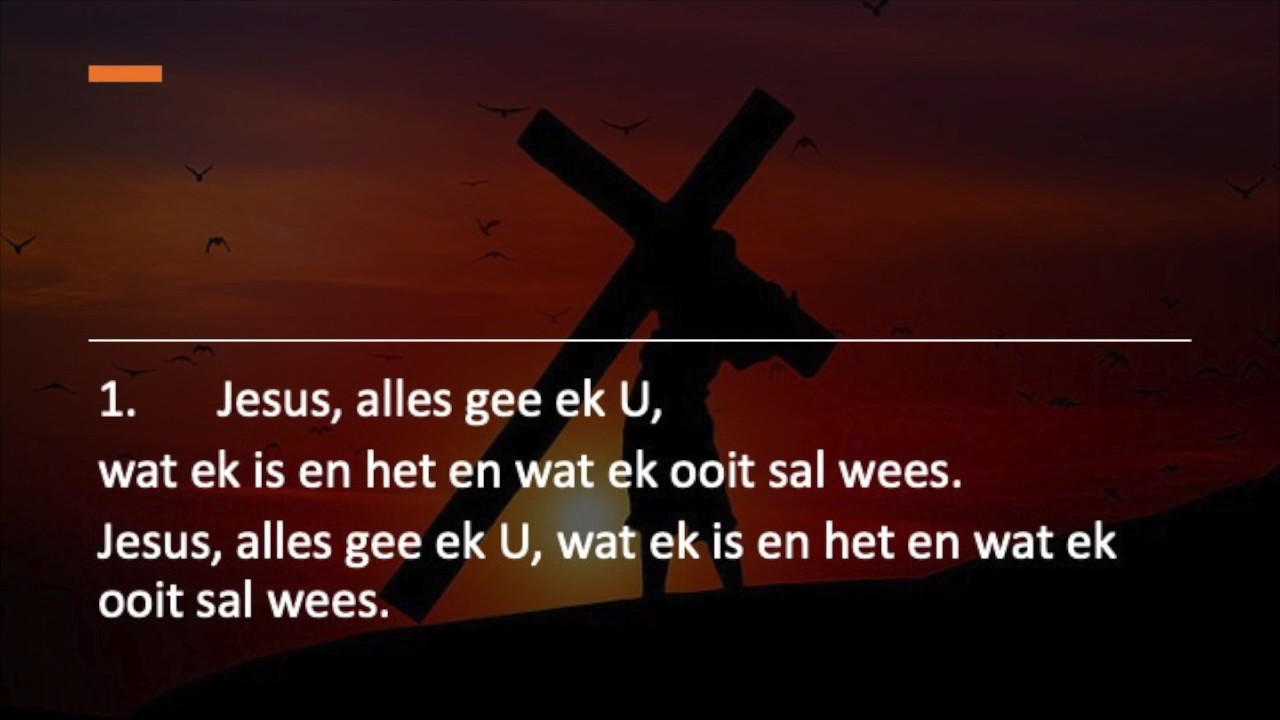 1. Jesus, alles gee ek U,
wat ek is en het en wat ek ooit sal wees.
Jesus, alles gee ek U, wat ek is en het en wat ek
ooit sal wees.